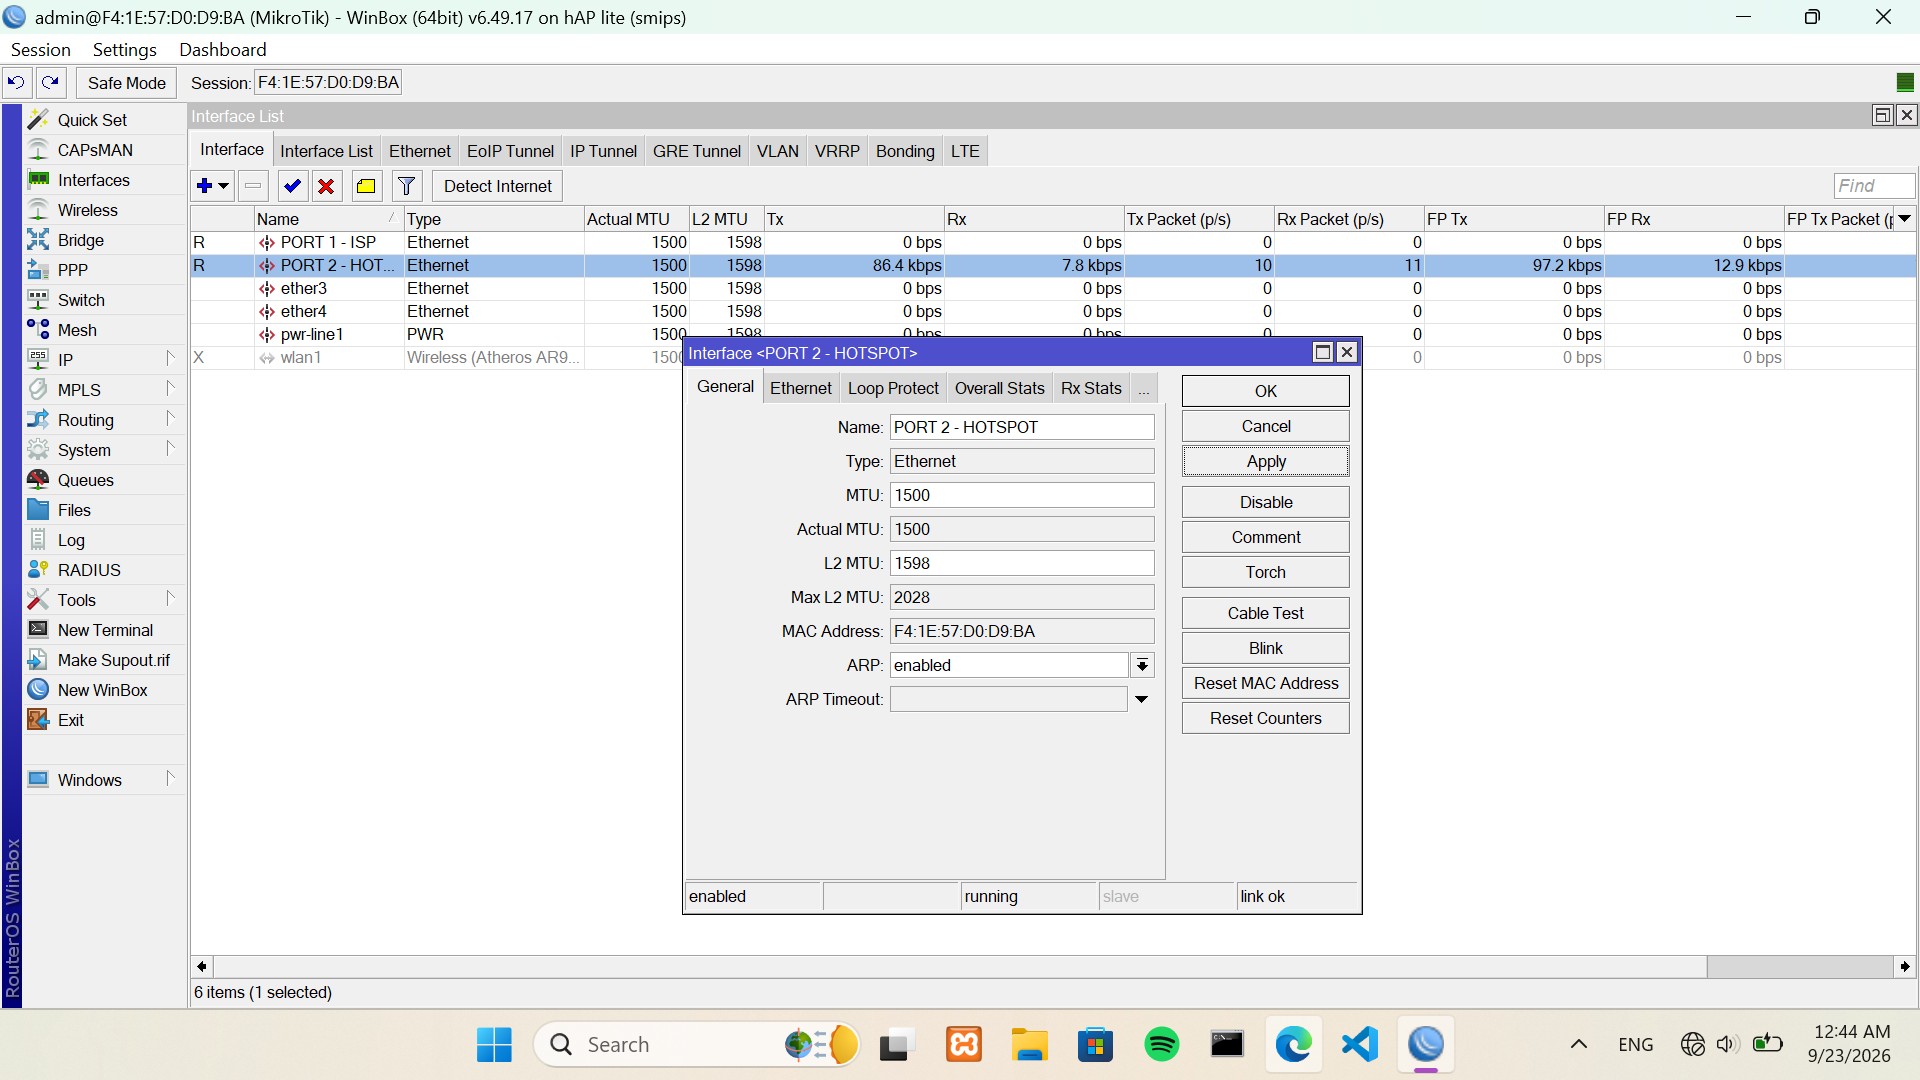 admin@F4:1E:57:D0:D9:BA (MikroTik) - WinBox (64bit) v6.49.17 on hAP lite (smips)
Session Settings Dashboard
Safe Mode Session: F4:1E:57:D0:D9:BA
Quick Set
CAPsMAN
Interfaces
Wireless
Bridge
PPP
Switch
Mesh
IP
MPLS
Routing
System
Queues
Files
Log
RADIUS
Tools
New Terminal
Make Supout.rif
New WinBox
Exit
Windows
RouterOS WinBox
Interface List
Interface Interface List Ethernet EoIP Tunnel IP Tunnel GRE Tunnel VLAN VRRP Bonding LTE
Detect Internet Find
Name Type Actual MTU L2 MTU Tx Rx Tx Packet (p/s) Rx Packet (p/s) FP Tx FP Rx FP Tx Packet (p
R PORT 1 - ISP Ethernet 1500 1598 0 bps 0 bps 0 0 0 bps 0 bps
R PORT 2 - HOT... Ethernet 1500 1598 86.4 kbps 7.8 kbps 10 11 97.2 kbps 12.9 kbps
ether3 Ethernet 1500 1598 0 bps 0 bps 0 0 0 bps 0 bps
ether4 Ethernet 1500 1598 0 bps 0 bps 0 0 0 bps 0 bps
pwr-line1 PWR 1500 1598 0 bps 0 bps 0 0 0 bps 0 bps
X wlan1 Wireless (Atheros AR9... 1500 0 0 bps 0 bps
Interface <PORT 2 - HOTSPOT>
General Ethernet Loop Protect Overall Stats Rx Stats ...
Name: PORT 2 - HOTSPOT
Type: Ethernet
MTU: 1500
Actual MTU: 1500
L2 MTU: 1598
Max L2 MTU: 2028
MAC Address: F4:1E:57:D0:D9:BA
ARP: enabled
ARP Timeout:
OK
Cancel
Apply
Disable
Comment
Torch
Cable Test
Blink
Reset MAC Address
Reset Counters
enabled running slave link ok
6 items (1 selected)
Search
ENG
12:44 AM
9/23/2026